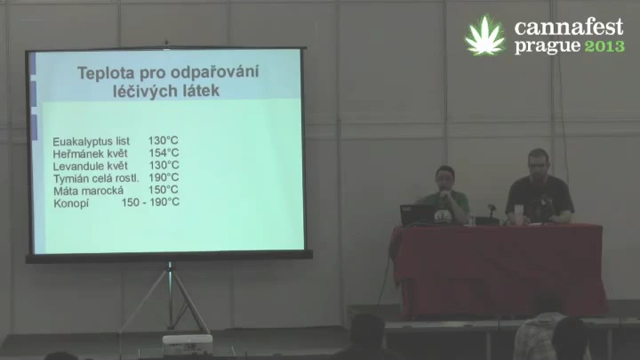 cannafest
prague 2013
Teplota pro odpařování
léčivých látek
Euakalyptus list 130°C
Heřmánek květ 154°C
Levandule květ 130°C
Tymián celá rostl. 190°C
Máta marocká 150°C
Konopí 150 - 190°C